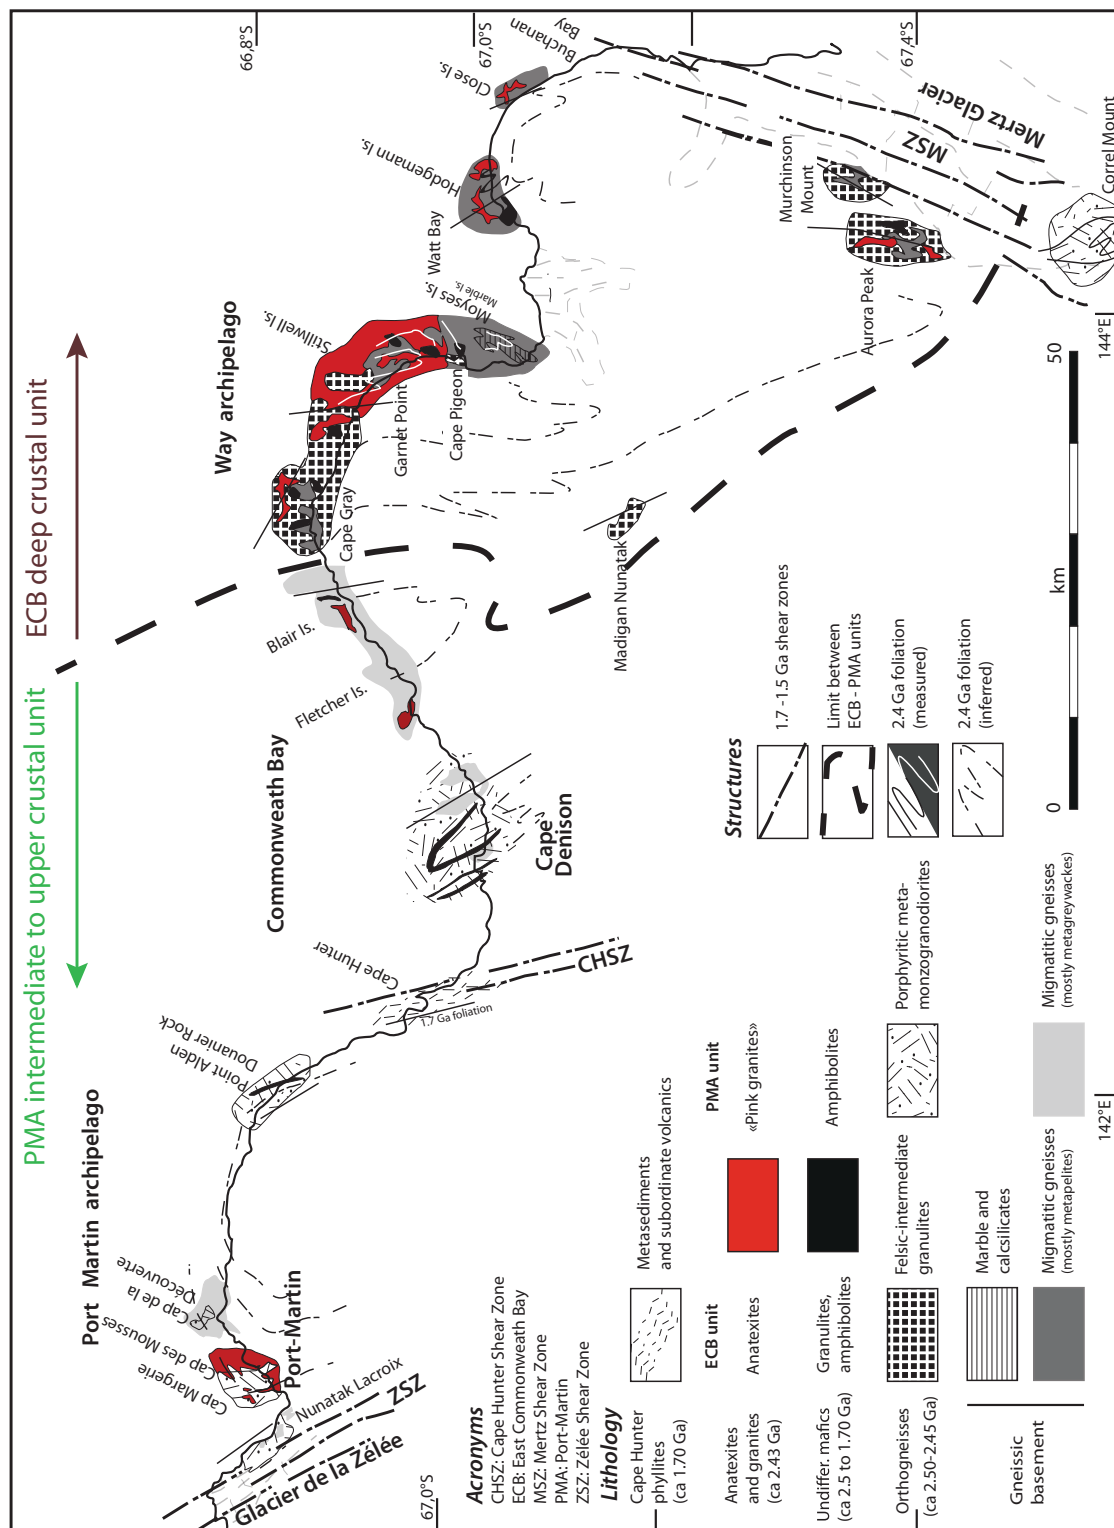 PMA intermediate to upper crustal unit
ECB deep crustal unit
Port Martin archipelago
Commonweath Bay
Way archipelago
66,8°S
67,0°S
67,4°S
67,0°S
142°E
144°E
Glacier de la Zélée
ZSZ
Nunatak Lacroix
Port-Martin
Cap Margerie
Cap des Mousses
Cap de la
Découverte
Point Alden
Douanier Rock
Cape Hunter
1.7 Ga foliation
CHSZ
Cape
Denison
Fletcher Is.
Blair Is.
Cape Gray
Madigan Nunatak
Garnet Point
Cape Pigeon
Stillwell Is.
Moyses Is.
Marble Is.
Watt Bay
Hodgemann Is.
Close Is.
Buchanan
Bay
Murchinson
Mount
Aurora Peak
MSZ
Mertz Glacier
Correl Mount
Acronyms
CHSZ: Cape Hunter Shear Zone
ECB: East Commonweath Bay
MSZ: Mertz Shear Zone
PMA: Port-Martin
ZSZ: Zélée Shear Zone
Lithology
Cape Hunter
phyllites
(ca 1.70 Ga)
Metasediments
and subordinate volcanics
ECB unit
PMA unit
Anatexites
and granites
(ca 2.43 Ga)
Anatexites
«Pink granites»
Undiffer. mafics
(ca 2.5 to 1.70 Ga)
Granulites,
amphibolites
Amphibolites
Orthogneisses
(ca 2.50-2.45 Ga)
Felsic-intermediate
granulites
Porphyritic meta-
monzogranodiorites
Gneissic
basement
Marble and
calcsilicates
Migmatitic gneisses
(mostly metapelites)
Migmatitic gneisses
(mostly metagreywackes)
Structures
1.7 -1.5 Ga shear zones
Limit between
ECB - PMA units
2.4 Ga foliation
(measured)
2.4 Ga foliation
(inferred)
0
km
50